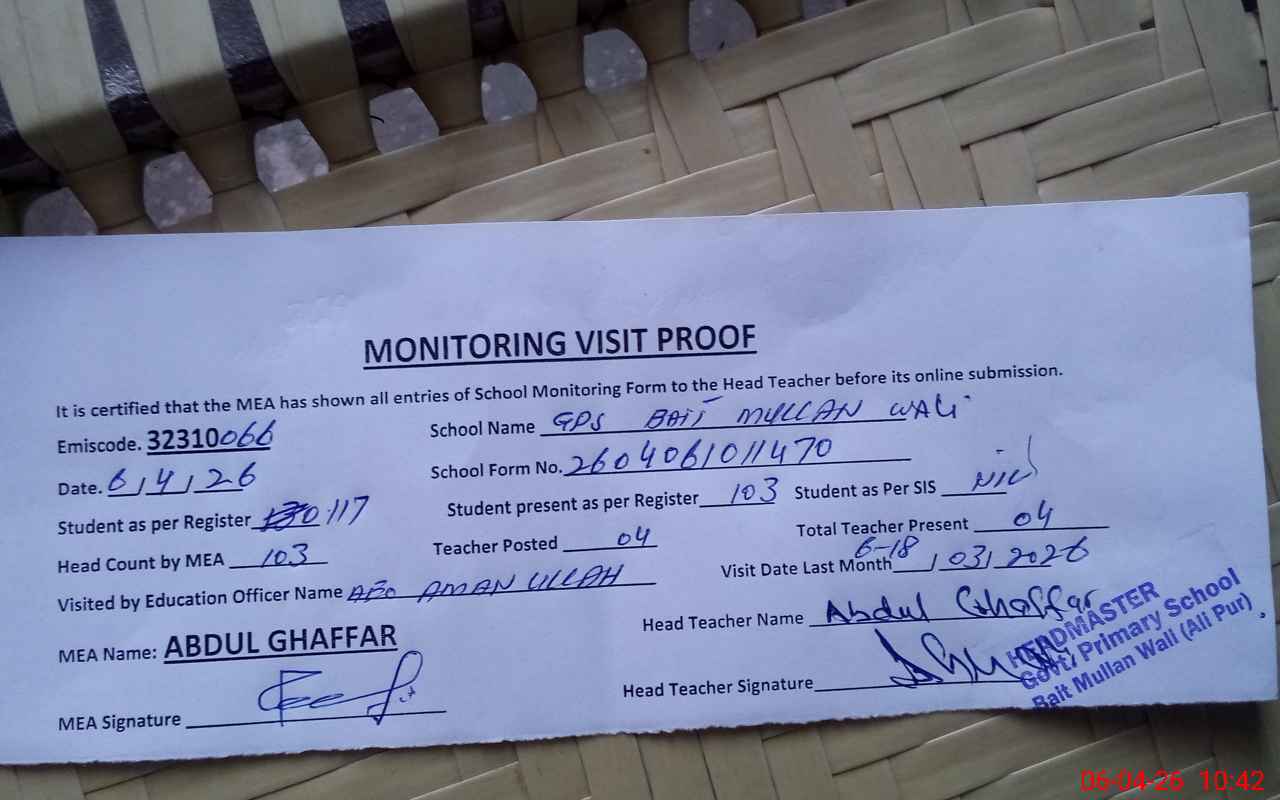 MONITORING VISIT PROOF
It is certified that the MEA has shown all entries of School Monitoring Form to the Head Teacher before its online submission.
Emiscode. 32310066 School Name GPS BAIT MULLAN WALI
Date. 6/4/26 School Form No. 2604061011470
Student as per Register 117 Student present as per Register 103 Student as Per SIS NIL
Head Count by MEA 103 Teacher Posted 04 Total Teacher Present 04
Visited by Education Officer Name AEO AMAN ULLAH Visit Date Last Month 6-18/03/2026
MEA Name: ABDUL GHAFFAR Head Teacher Name Abdul Ghaffar
MEA Signature Head Teacher Signature
HEADMASTER
Govt; Primary School
Bait Mullan Wali (Ali Pur)
06-04-26 10:42